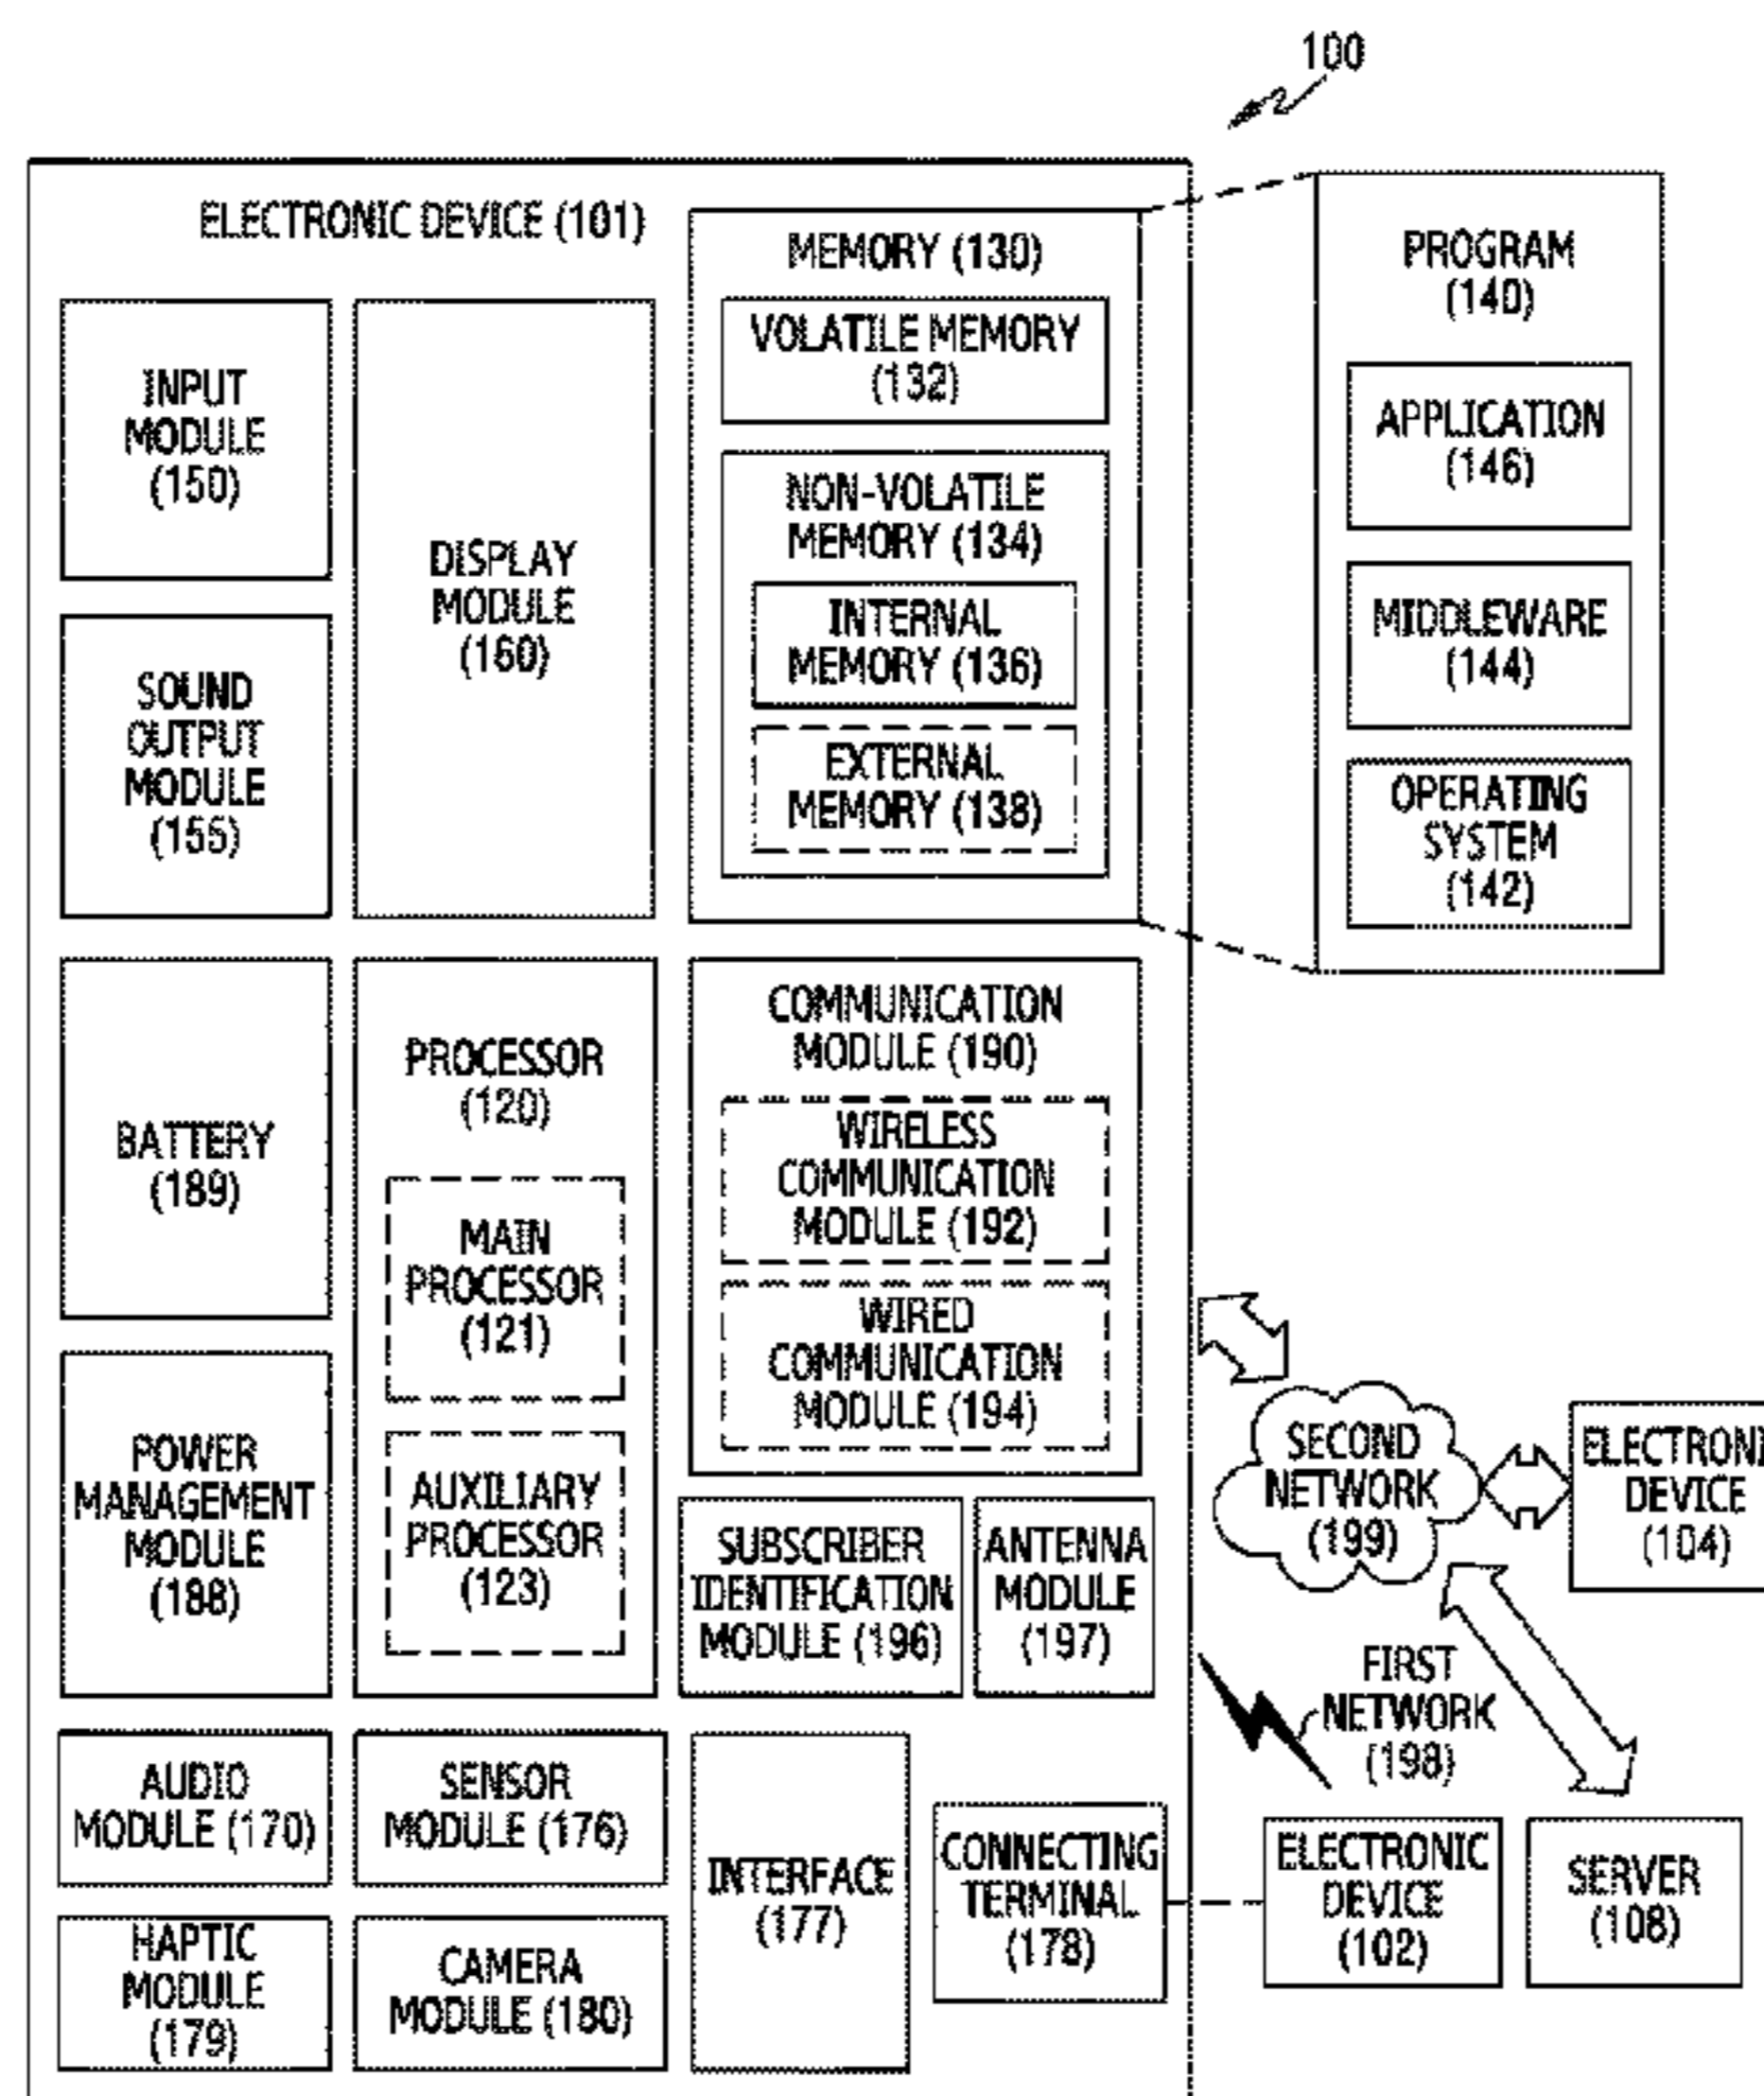 100
ELECTRONIC DEVICE (101)
INPUT
MODULE
(150)
DISPLAY
MODULE
(160)
SOUND
OUTPUT
MODULE
(155)
MEMORY (130)
VOLATILE MEMORY
(132)
NON-VOLATILE
MEMORY (134)
INTERNAL
MEMORY (136)
EXTERNAL
MEMORY (138)
PROGRAM
(140)
APPLICATION
(146)
MIDDLEWARE
(144)
OPERATING
SYSTEM
(142)
BATTERY
(189)
POWER
MANAGEMENT
MODULE
(188)
PROCESSOR
(120)
MAIN
PROCESSOR
(121)
AUXILIARY
PROCESSOR
(123)
COMMUNICATION
MODULE (190)
WIRELESS
COMMUNICATION
MODULE (192)
WIRED
COMMUNICATION
MODULE (194)
SUBSCRIBER
IDENTIFICATION
MODULE (196)
ANTENNA
MODULE
(197)
SECOND
NETWORK
(199)
ELECTRONI
DEVICE
(104)
FIRST
NETWORK
(198)
AUDIO
MODULE (170)
SENSOR
MODULE (176)
HAPTIC
MODULE
(179)
CAMERA
MODULE (180)
INTERFACE
(177)
CONNECTING
TERMINAL
(178)
ELECTRONIC
DEVICE
(102)
SERVER
(108)